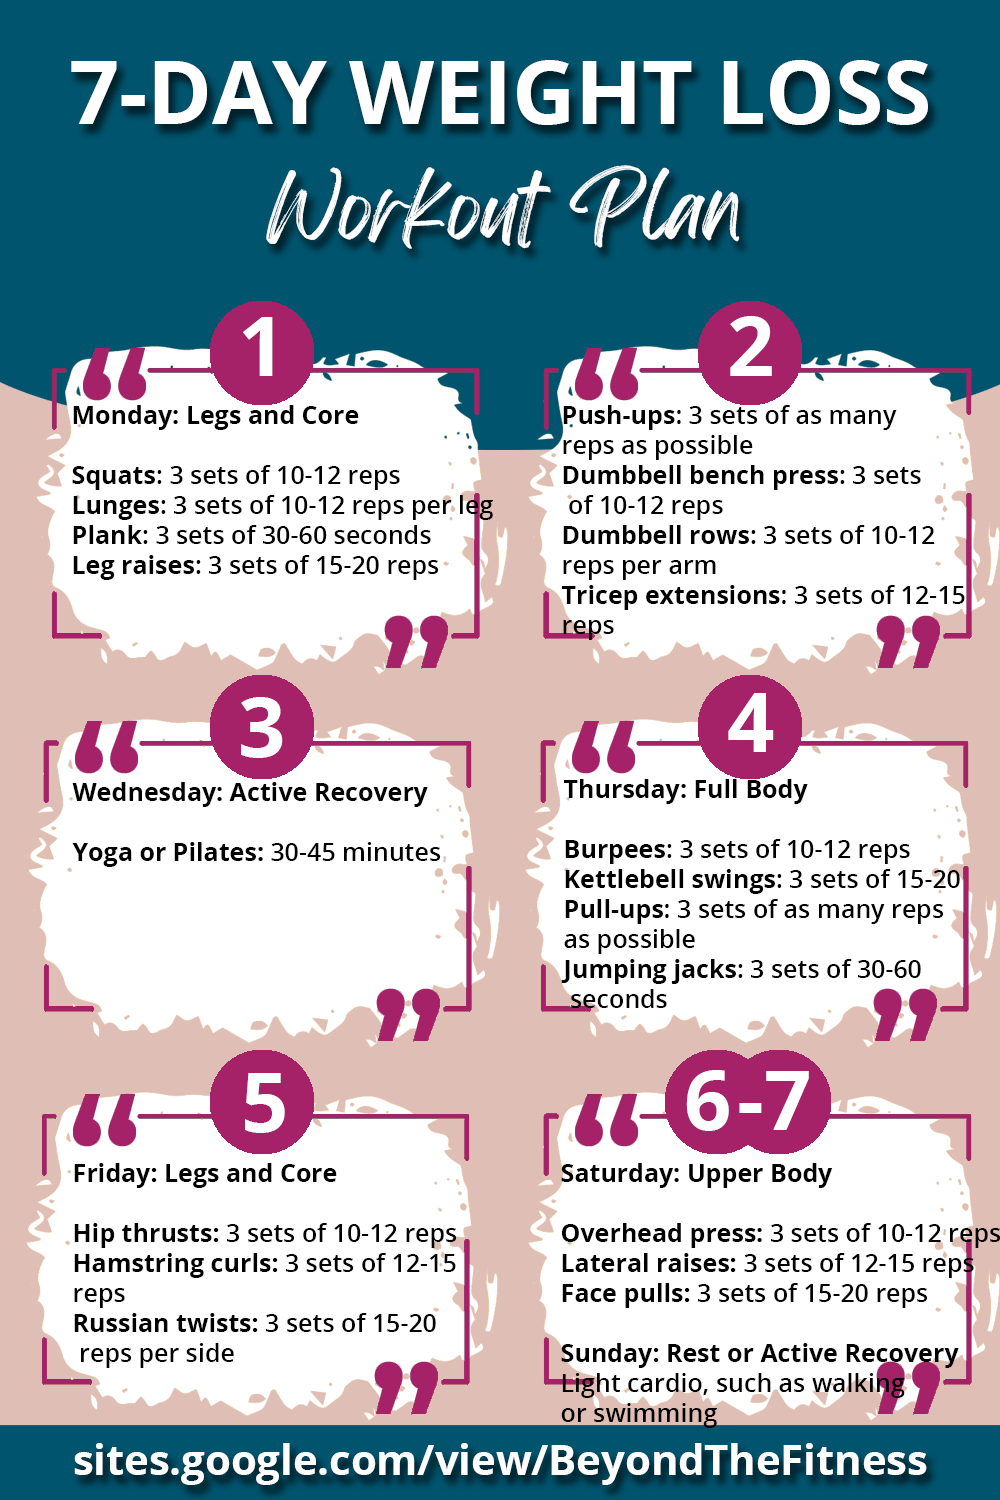 7-DAY WEIGHT LOSS
Workout Plan
1
Monday: Legs and Core
Squats: 3 sets of 10-12 reps
Lunges: 3 sets of 10-12 reps per leg
Plank: 3 sets of 30-60 seconds
Leg raises: 3 sets of 15-20 reps
2
Push-ups: 3 sets of as many
reps as possible
Dumbbell bench press: 3 sets
of 10-12 reps
Dumbbell rows: 3 sets of 10-12
reps per arm
Tricep extensions: 3 sets of 12-15
reps
3
Wednesday: Active Recovery
Yoga or Pilates: 30-45 minutes
4
Thursday: Full Body
Burpees: 3 sets of 10-12 reps
Kettlebell swings: 3 sets of 15-20
Pull-ups: 3 sets of as many reps
as possible
Jumping jacks: 3 sets of 30-60
seconds
5
Friday: Legs and Core
Hip thrusts: 3 sets of 10-12 reps
Hamstring curls: 3 sets of 12-15
reps
Russian twists: 3 sets of 15-20
reps per side
6-7
Saturday: Upper Body
Overhead press: 3 sets of 10-12 reps
Lateral raises: 3 sets of 12-15 reps
Face pulls: 3 sets of 15-20 reps
Sunday: Rest or Active Recovery
Light cardio, such as walking
or swimming
sites.google.com/view/BeyondTheFitness